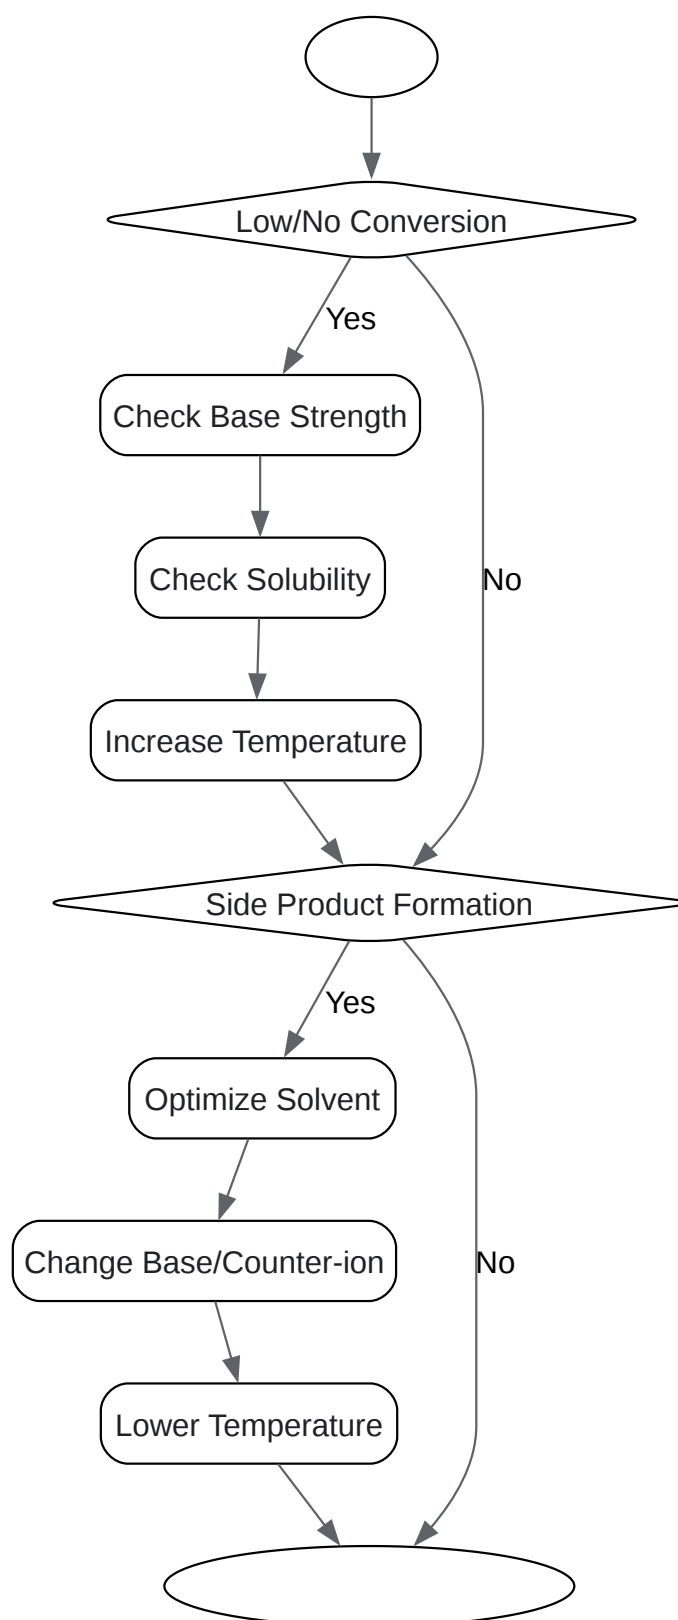 Low/No Conversion
Yes
Check Base Strength
Check Solubility
No
Increase Temperature
Side Product Formation
Yes
Optimize Solvent
Change Base/Counter-ion
No
Lower Temperature